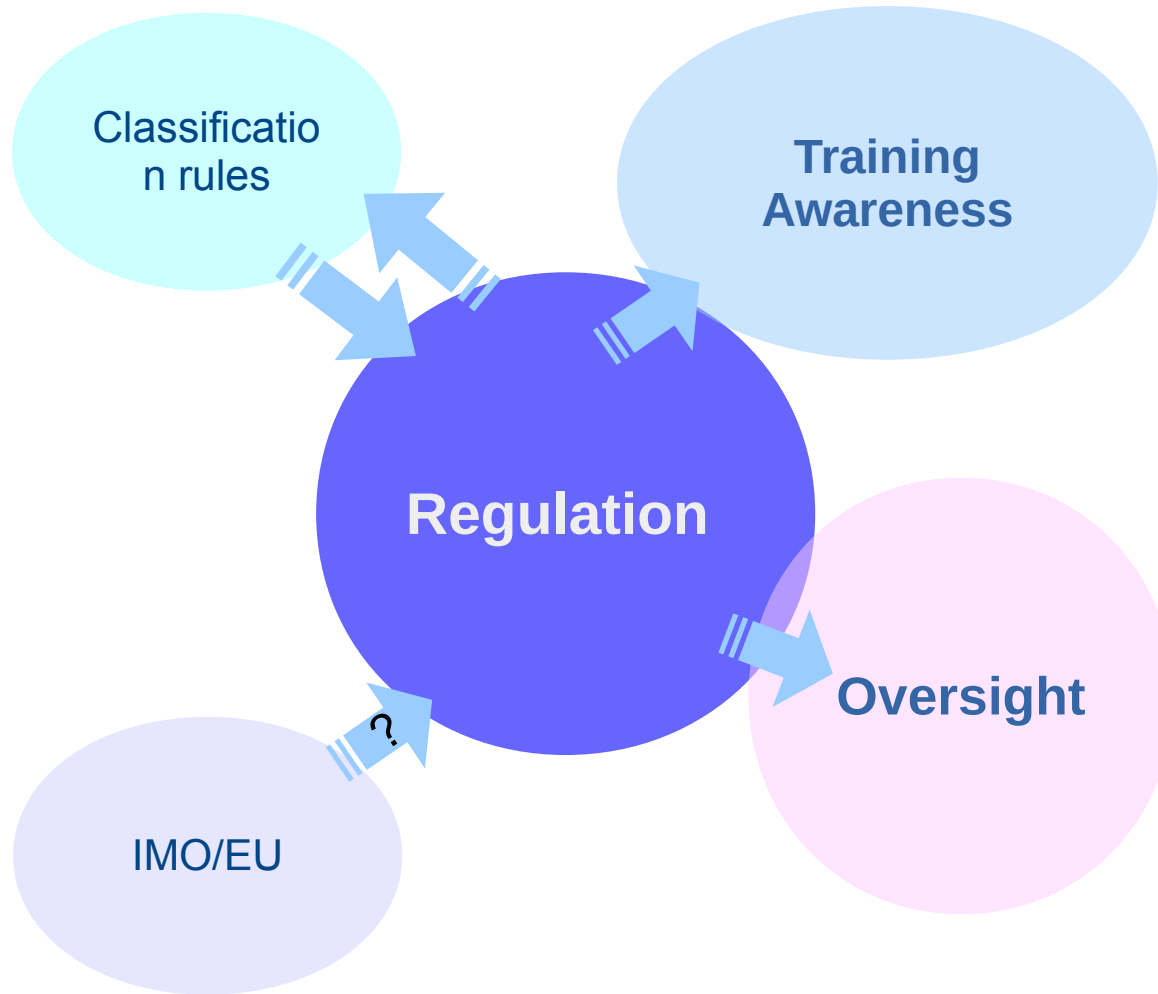 Classificatio
n rules
Training
Awareness
Regulation
Oversight
?
IMO/EU